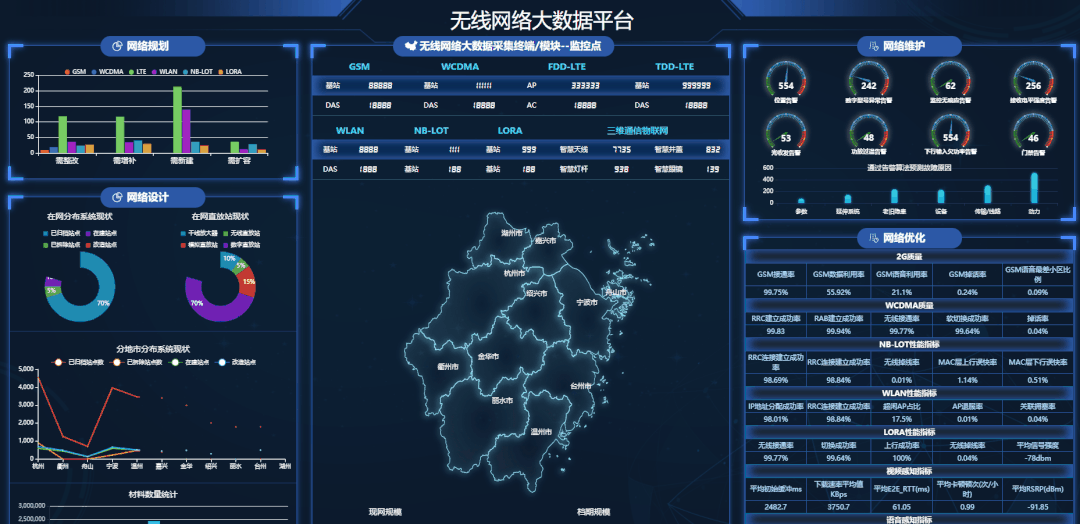 无线网络大数据平台
网络规划
GSM WCDMA LTE WLAN NB-LOT LORA
250
200
150
100
50
0
需整改 需增补 需新建 需扩容
网络设计
在网分布系统现状
已归档站点 在建站点
已拆除站点 改造站点
5%
70%
在网直放站现状
干线放大器 无线直放站
模拟直放站 数字直放站
10%
5%
15%
70%
分地市分布系统现状
已归档站点数 已拆除站点数 在建站点 改造站点
5,000
4,000
3,000
2,000
1,000
0
杭州 衢州 舟山 宁波 温州 嘉兴 金华 绍兴 丽水 台州 湖州
材料数量统计
3,000,000
2,500,000
无线网络大数据采集终端/模块--监控点
GSM WCDMA FDD-LTE TDD-LTE
基站 88888 基站 111111 AP 333333 基站 999999
DAS 18888 DAS 18888 AC 18888 DAS 18888
WLAN NB-LOT LORA 三维通信物联网
基站 8888 基站 1111 基站 999 智慧天线 7735 智慧井盖 832
DAS 1888 基站 188 基站 188 智慧灯杆 938 智慧眼镜 139
湖州市
嘉兴市
杭州市
绍兴市
宁波市
舟山市
金华市
衢州市
台州市
丽水市
温州市
现网规模 档期规模
网络维护
554 242 62 256
位置告警 数字型号异常告警 监控无响应告警 接收电平强度告警
53 48 554 46
光收发告警 功放过温告警 下行输入欠功率告警 门禁告警
通过告警算法预测故障原因
600
400
200
0
参数 延伸系统 老旧隐患 设备 传输/线路 动力
网络优化
2G质量
GSM接通率 GSM数据利用率 GSM语音利用率 GSM掉话率 GSM语音质差小区比例
99.75% 55.92% 21.1% 0.24% 0.09%
WCDMA质量
RRC建立成功率 RAB建立成功率 无线接通率 软切换成功率 掉话率
99.83 99.94% 99.77% 99.64% 0.04%
NB-LOT性能指标
RRC连接建立成功率 RRC连接建立成功率 无线掉线率 MAC层上行误快率 MAC层下行误快率
98.69% 98.84% 0.01% 1.14% 0.51%
WLAN性能指标
IP地址分配成功率 RRC连接建立成功率 超闲AP占比 AP退服率 关联拥塞率
98.01% 98.84% 17.5% 0.01% 0.04%
LORA性能指标
无线接通率 切换成功率 上行成功率 无线掉线率 平均信号强度
99.77% 99.64% 100% 0.04% -78dbm
视频感知指标
平均初始缓冲ms 下载速率平均值KBps 平均E2E_RTT(ms) 平均卡顿频次(次/小时) 平均RSRP(dBm)
2482.7 3750.7 61.05 0.99 -91.85
语音感知指标